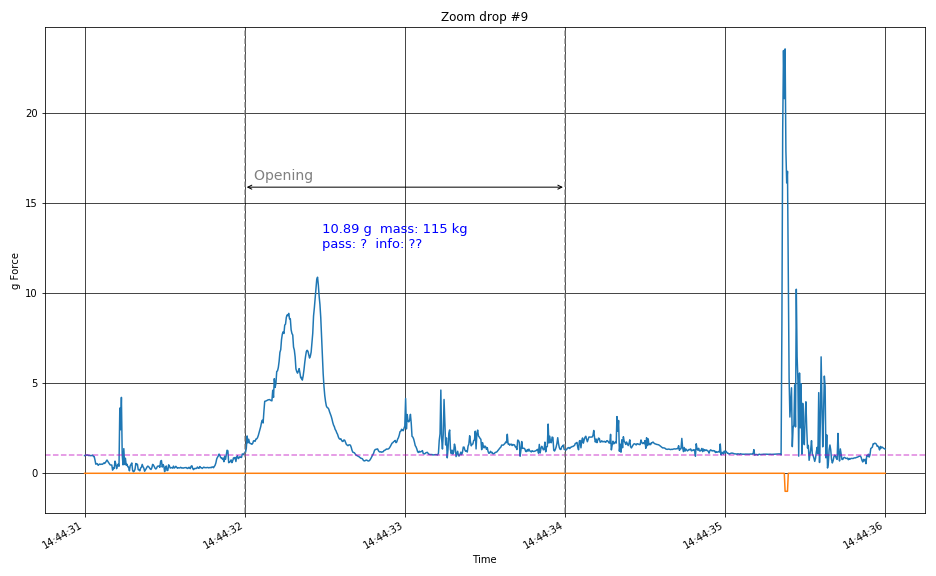 Zoom drop #9
g Force
20
15
10
5
0
Opening
10.89 g  mass: 115 kg
pass: ?  info: ??
14:44:31
14:44:32
14:44:33
14:44:34
14:44:35
14:44:36
Time